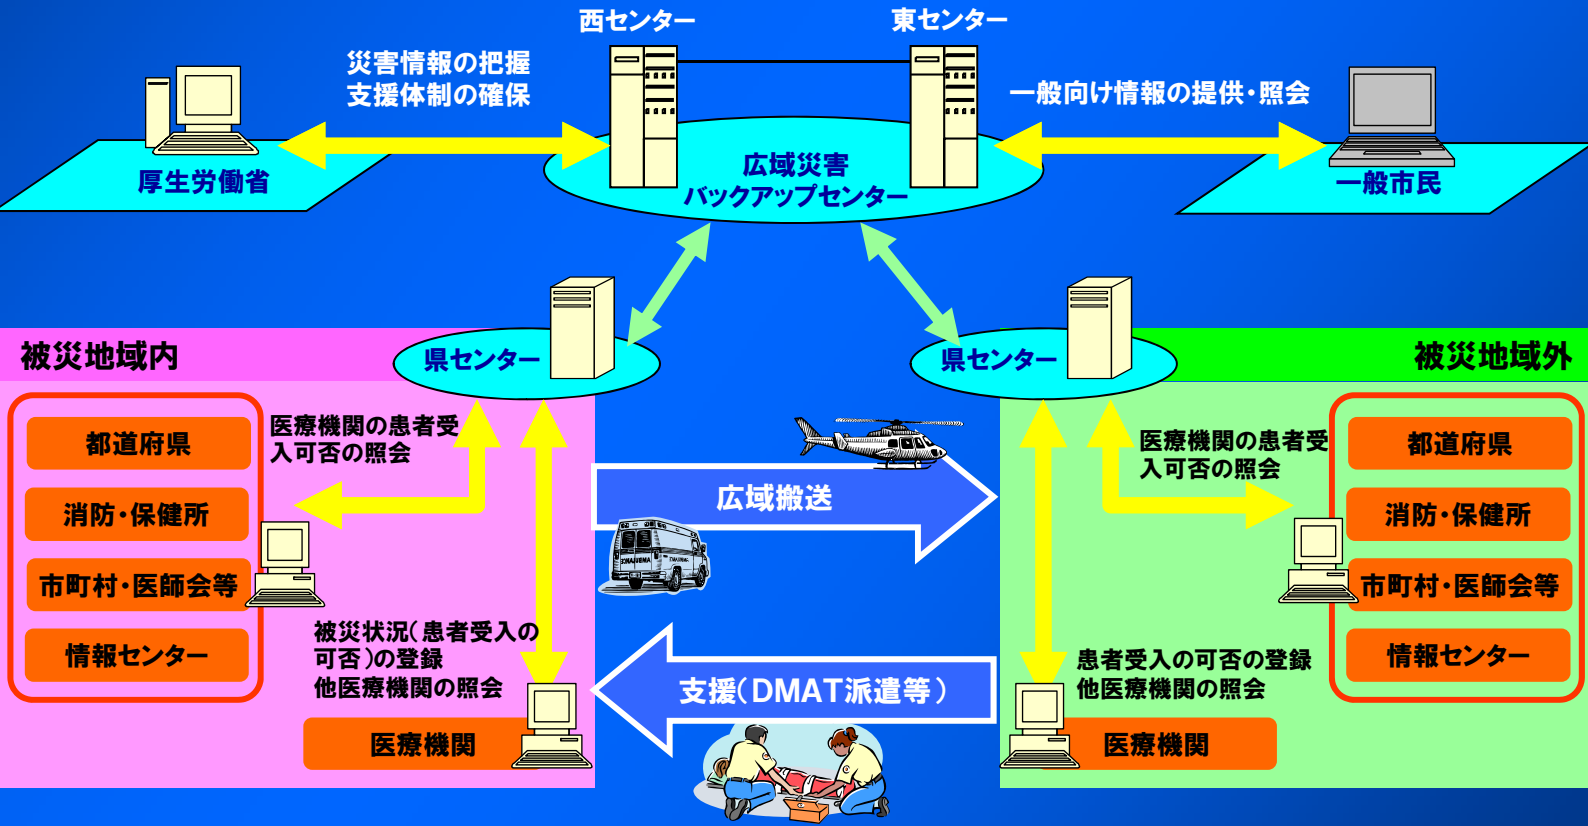 西センター
東センター
災害情報の把握
支援体制の確保
一般向け情報の提供・照会
厚生労働省
広域災害
バックアップセンター
一般市民
被災地域内
県センター
県センター
被災地域外
都道府県
消防・保健所
市町村・医師会等
情報センター
医療機関の患者受
入可否の照会
広域搬送
医療機関の患者受
入可否の照会
都道府県
消防・保健所
市町村・医師会等
情報センター
被災状況（患者受入の
可否）の登録
他医療機関の照会
医療機関
支援（DMAT派遣等）
患者受入の可否の登録
他医療機関の照会
医療機関